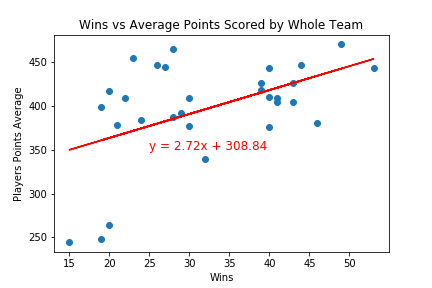 Wins vs Average Points Scored by Whole Team
Players Points Average
450
400
350
300
250
y = 2.72x + 308.84
15 20 25 30 35 40 45 50
Wins